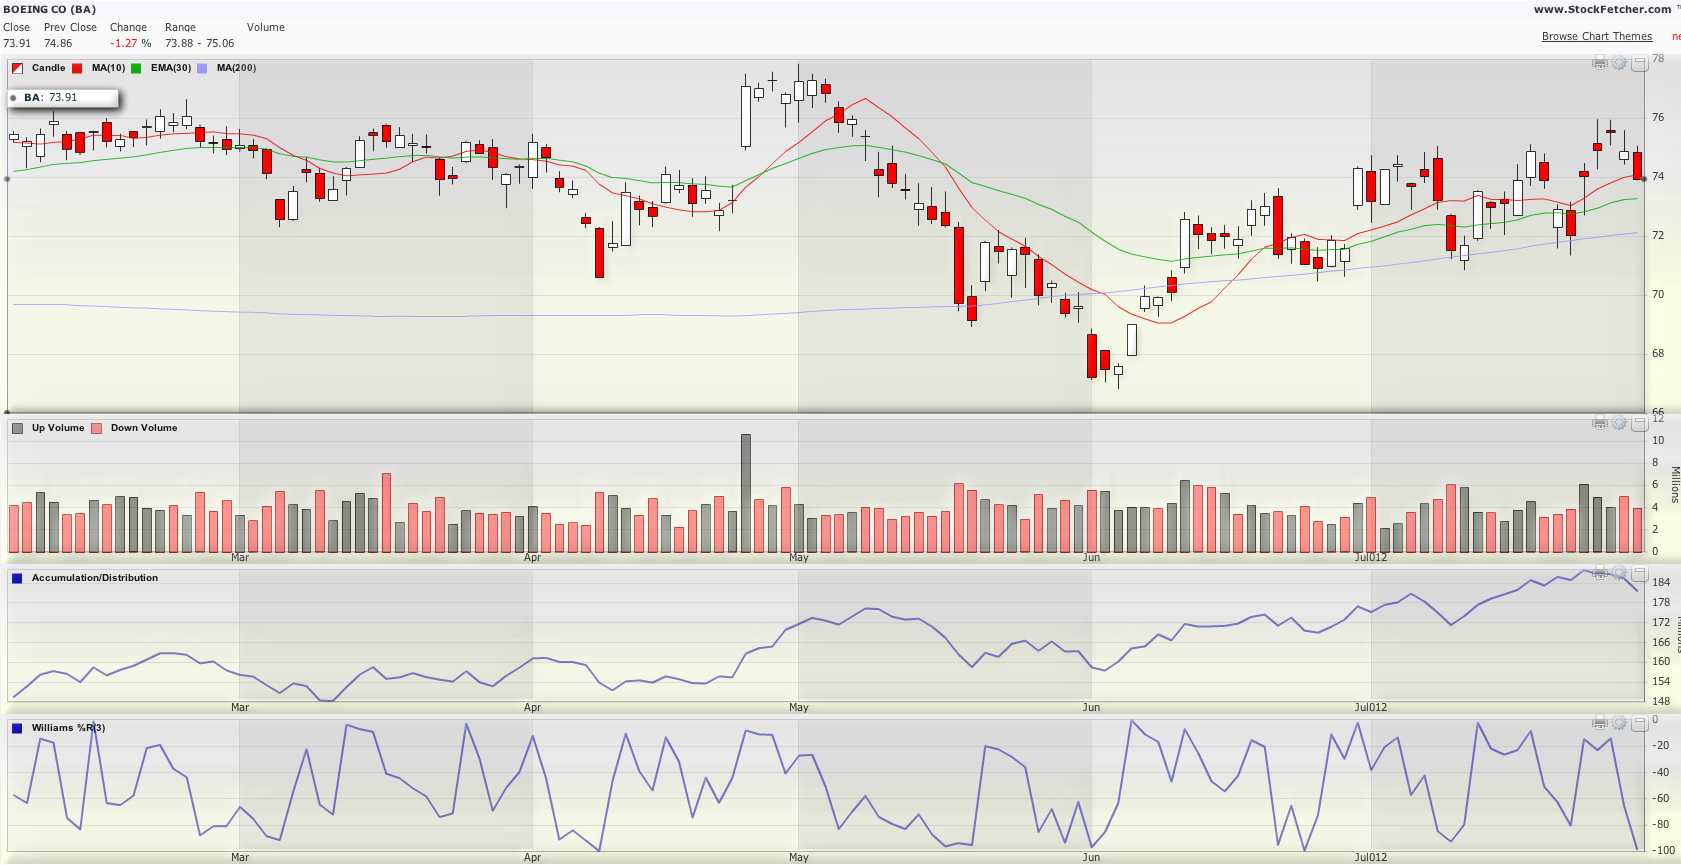 BOEING CO (BA)
www.StockFetcher.com
Close Prev Close Change Range Volume
73.91 74.86 -1.27 % 73.88 - 75.06
Browse Chart Themes
Candle MA(10) EMA(30) MA(200)
BA: 73.91
78
76
74
72
70
68
66
Up Volume Down Volume
12
10
8
6
4
2
0
Millions
Mar Apr May Jun Jul012
Accumulation/Distribution
184
178
172
166
160
154
148
Mar Apr May Jun Jul012
Williams %R(3)
0
-20
-40
-60
-80
-100
Mar Apr May Jun Jul012